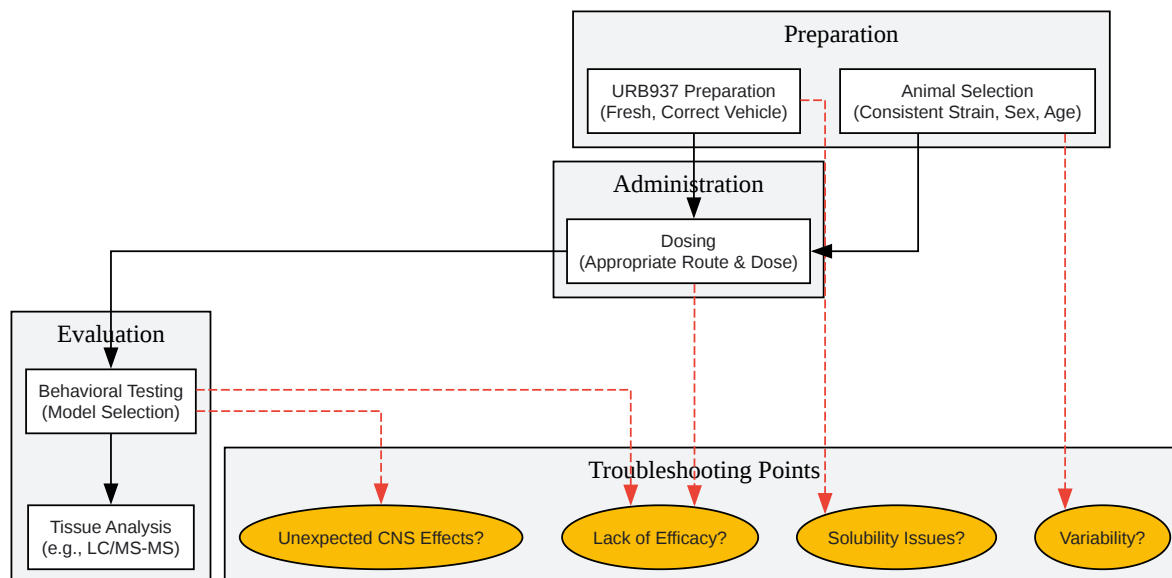 Preparation
URB937 Preparation
(Fresh, Correct Vehicle)
Animal Selection
(Consistent Strain, Sex, Age)
Administration
Dosing
(Appropriate Route & Dose)
Evaluation
Behavioral Testing
(Model Selection)
Tissue Analysis
(e.g., LC/MS-MS)
Troubleshooting Points
Unexpected CNS Effects?
Lack of Efficacy?
Solubility Issues?
Variability?